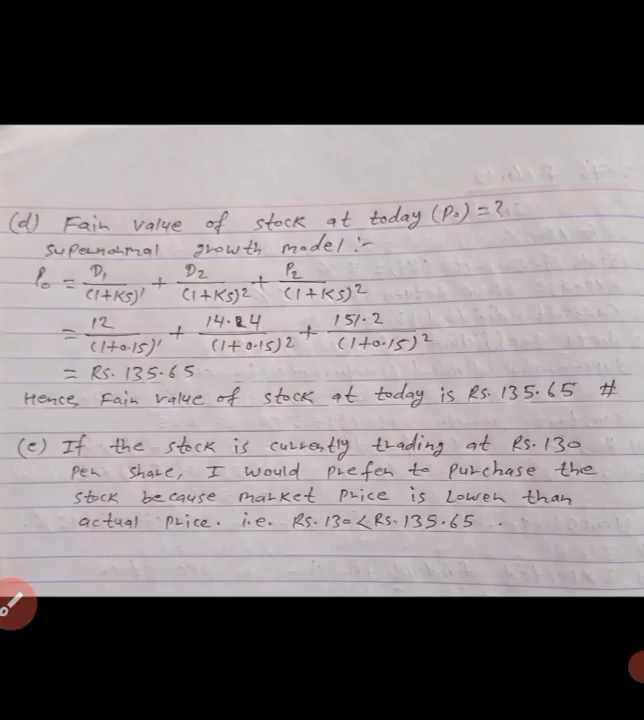 (d) Fair value of stock at today (P₀) = ?
Supernormal growth model :-
P₀ = D₁/(1+Ks)¹ + D₂/(1+Ks)² + P₂/(1+Ks)²
= 12/(1+0.15)¹ + 14.24/(1+0.15)² + 151.2/(1+0.15)²
= Rs. 135.65
Hence, Fair value of stock at today is Rs. 135.65 #
(e) If the stock is currently trading at Rs. 130
per share, I would prefer to purchase the
stock because market price is lower than
actual price. i.e. Rs. 130 < Rs. 135.65 .